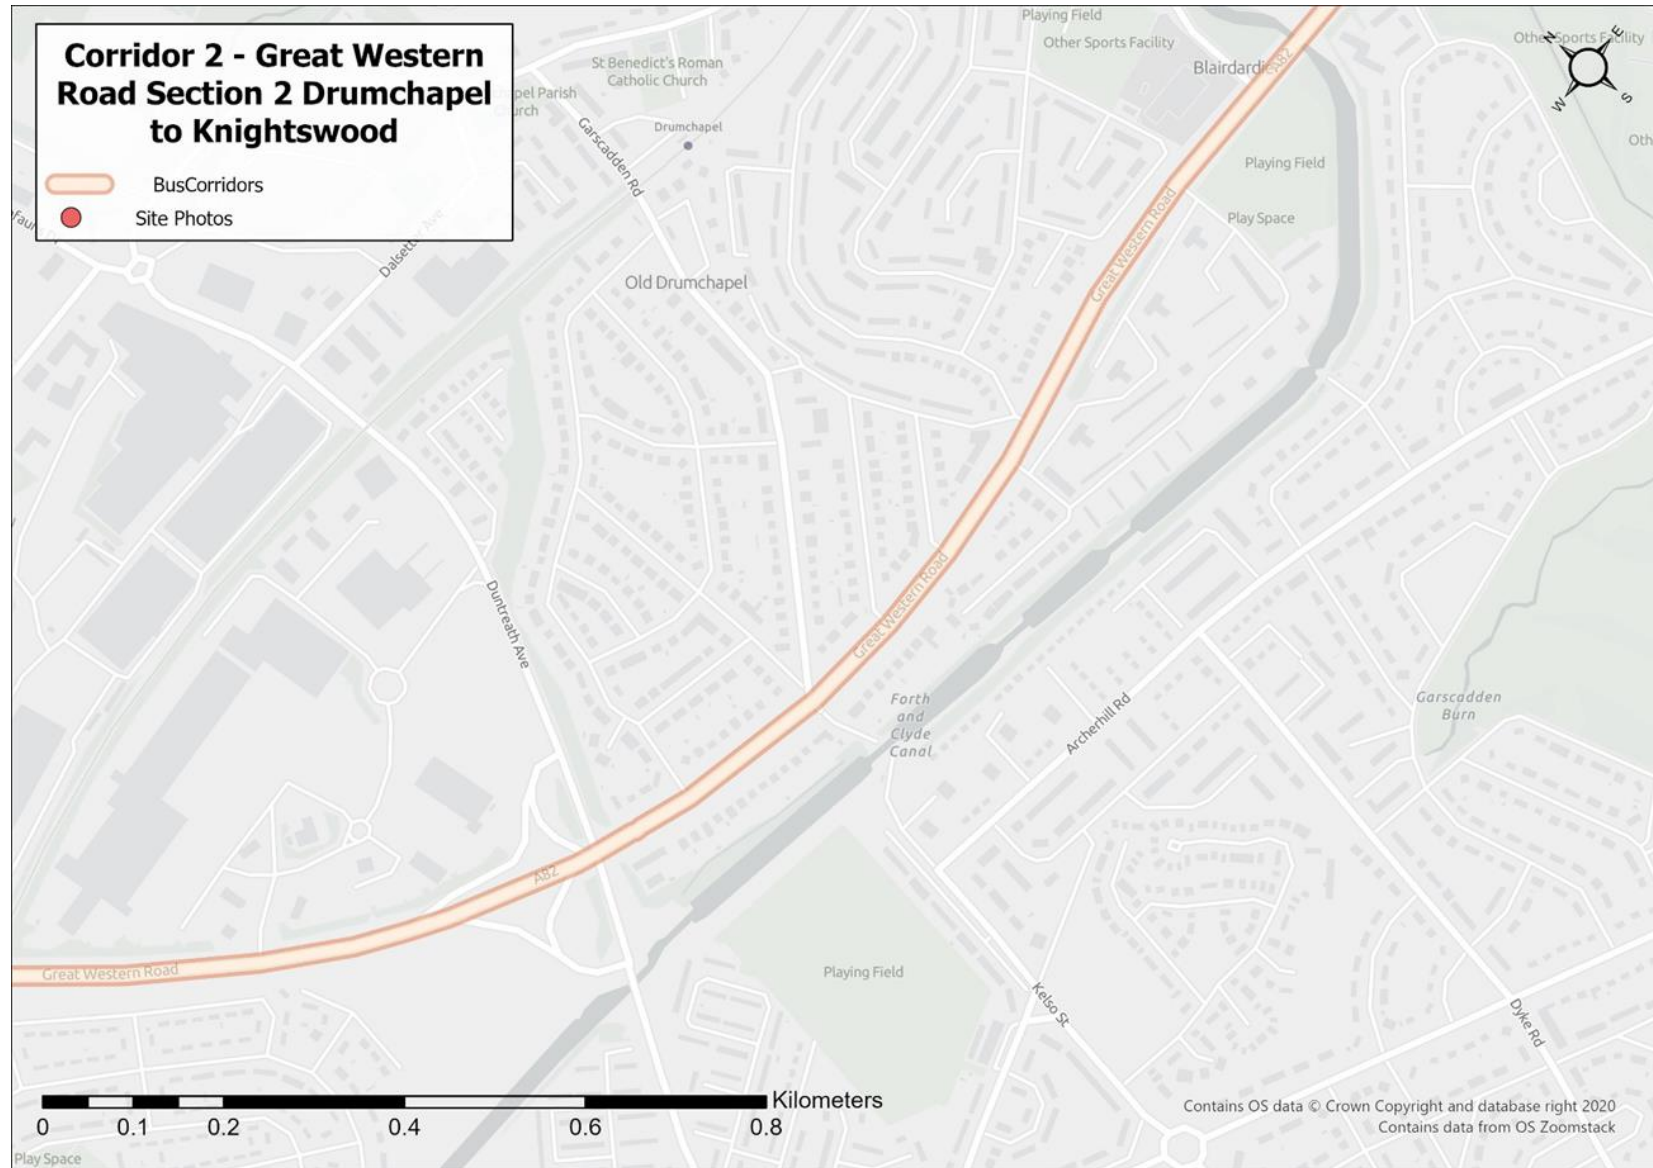 Corridor 2 - Great Western
Road Section 2 Drumchapel
to Knightswood
BusCorridors
Site Photos
St Benedict's Roman
Catholic Church
Parish
Drumchapel
Garscadden Rd
Dalsetter Ave
Old Drumchapel
Playing Field
Other Sports Facility
Blairdardie
A82
Other Sports Facility
N
E
S
W
Playing Field
Play Space
Great Western Road
Duntreath Ave
Great Western Road
Forth
and
Clyde
Canal
Archerhill Rd
Garscadden
Burn
A82
Great Western Road
Playing Field
Kelso St
Dyke Rd
Kilometers
0 0.1 0.2 0.4 0.6 0.8
Play Space
Contains OS data © Crown Copyright and database right 2020
Contains data from OS Zoomstack